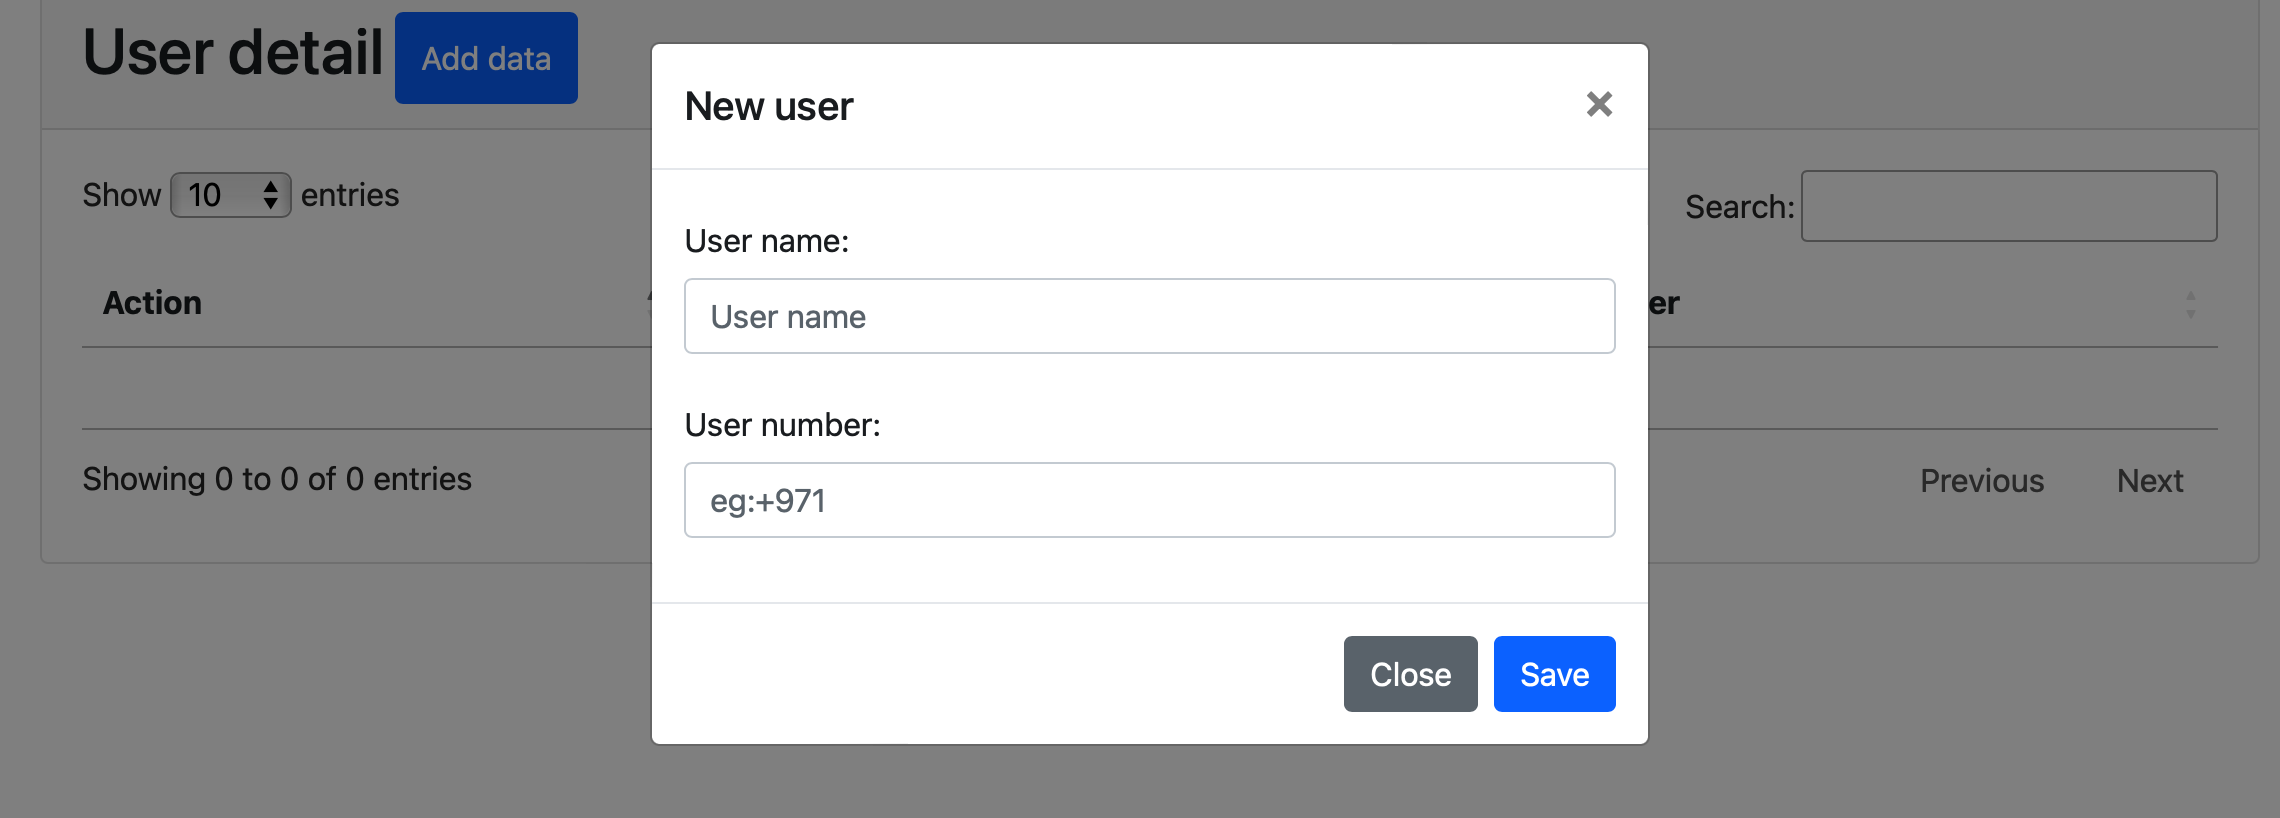 User detail Add data
New user ×
Show 10 entries
Search:
User name:
User name
Action
er
User number:
eg:+971
Showing 0 to 0 of 0 entries
Previous Next
Close Save